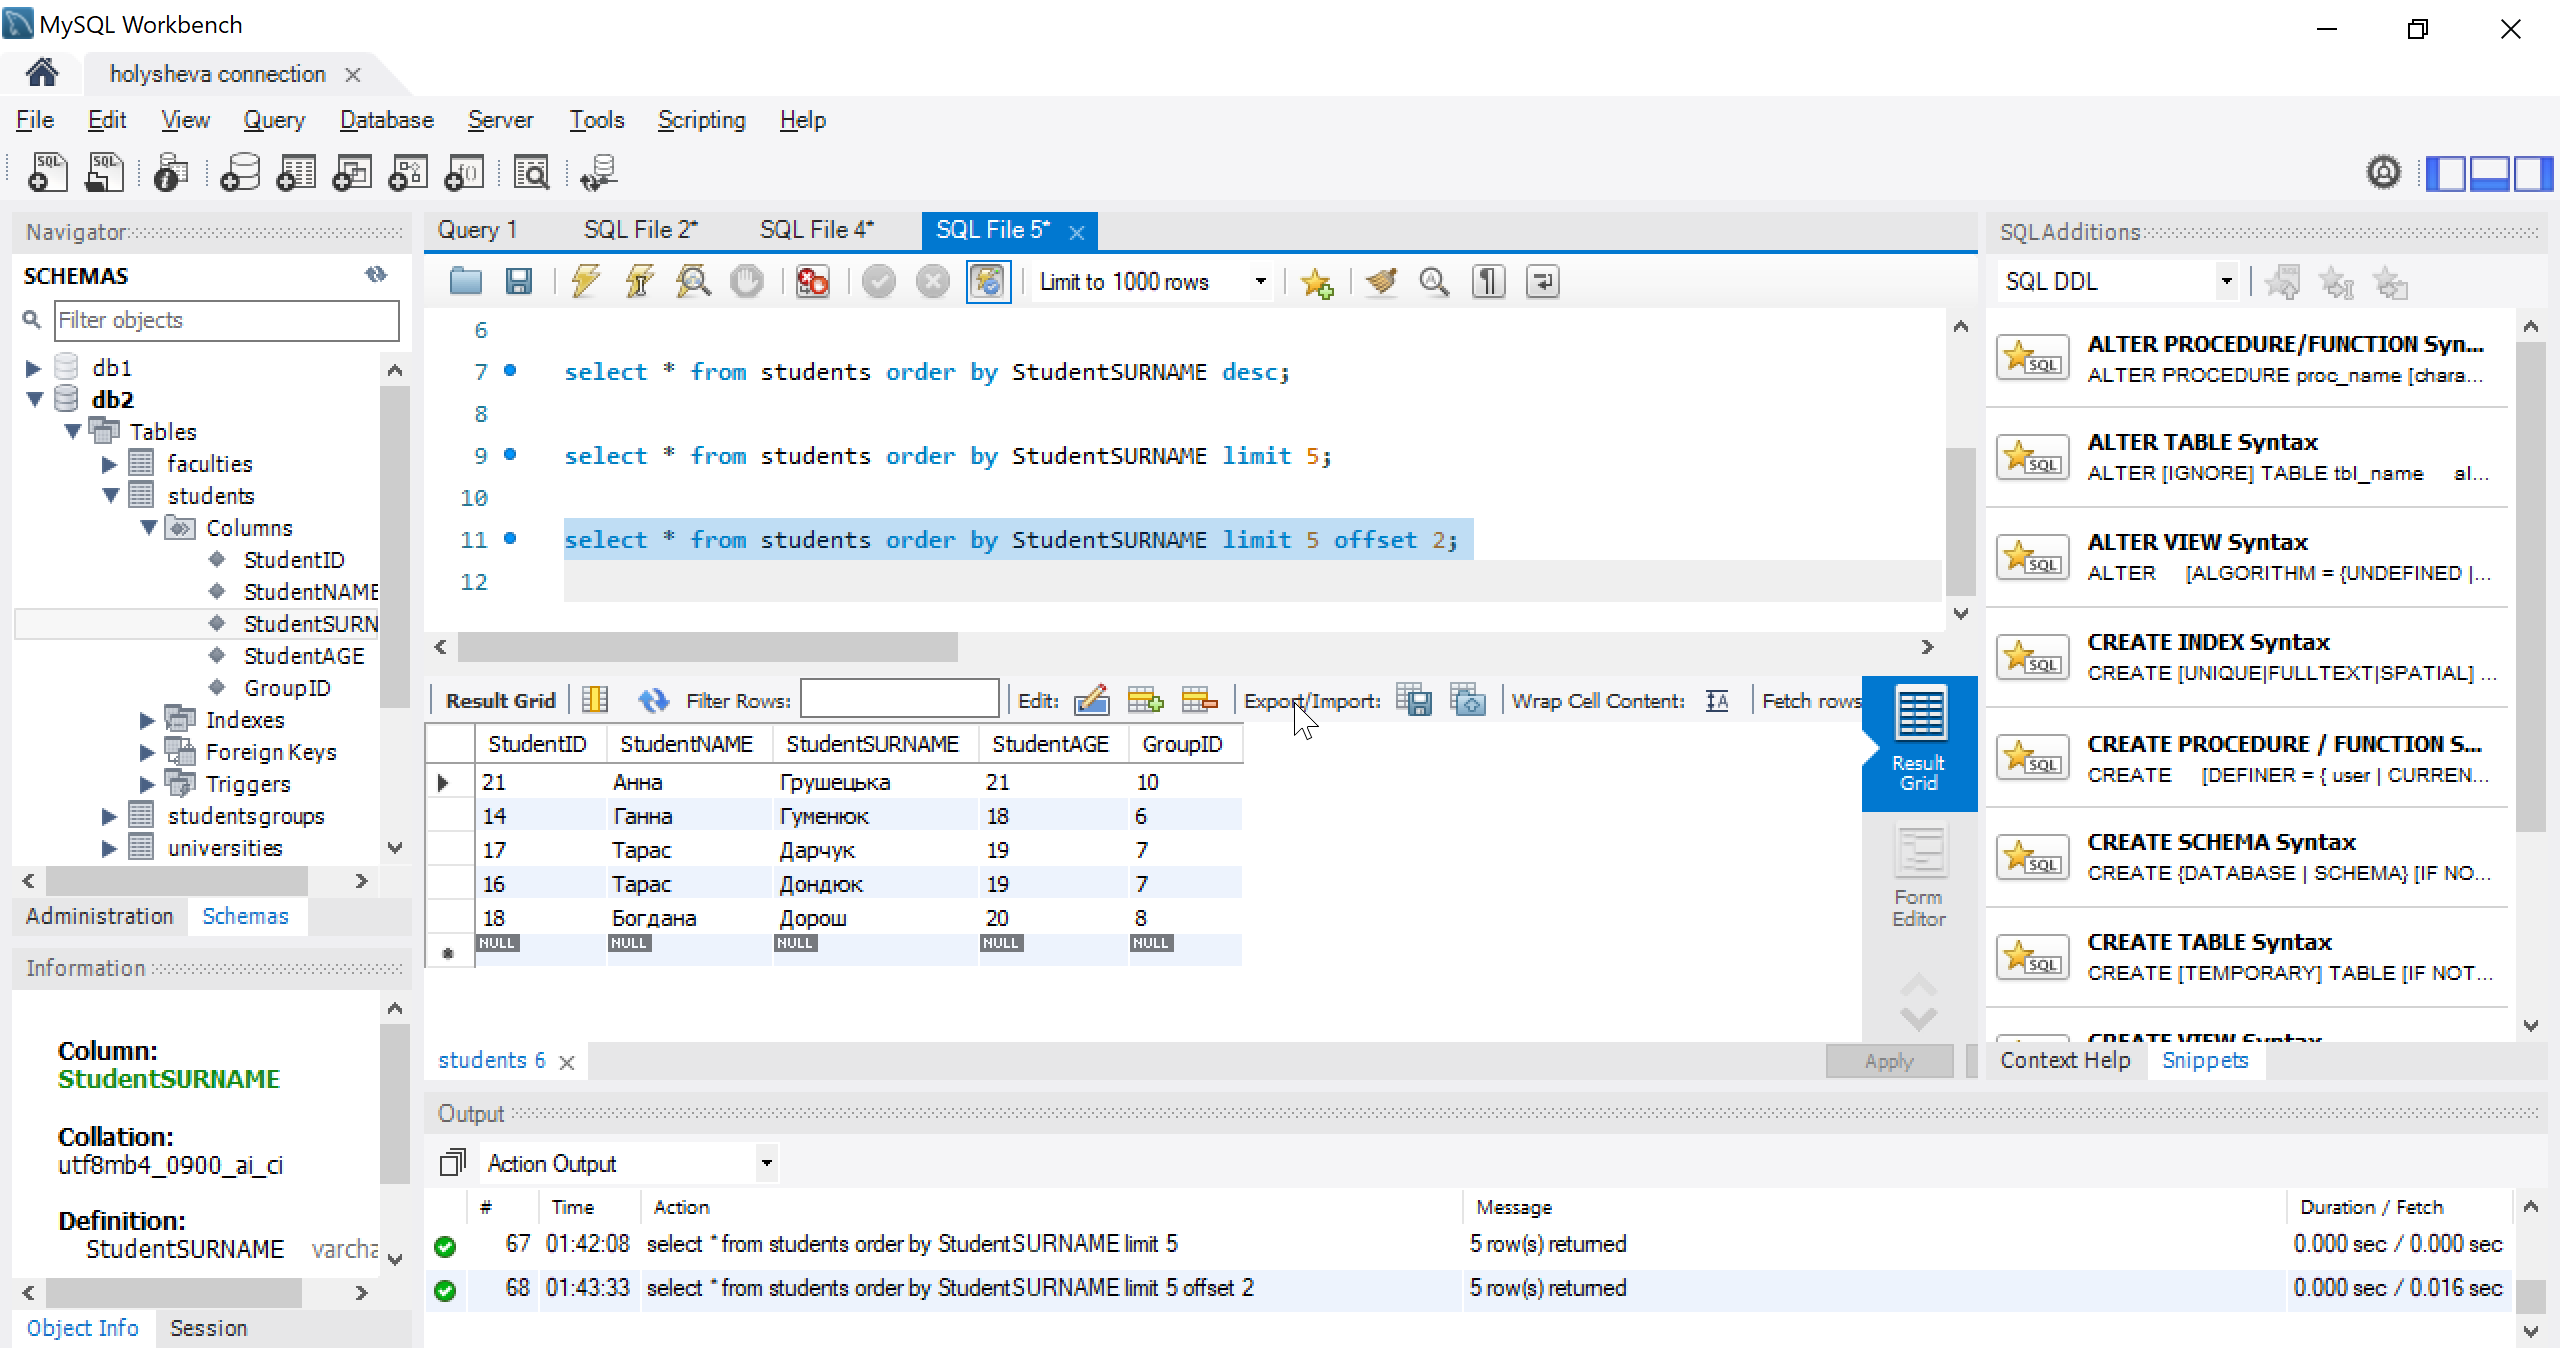 MySQL Workbench
holysheva connection
File Edit View Query Database Server Tools Scripting Help
Navigator
SCHEMAS
Filter objects
db1
db2
Tables
faculties
students
Columns
StudentID
StudentNAME
StudentSURN
StudentAGE
GroupID
Indexes
Foreign Keys
Triggers
studentsgroups
universities
Administration Schemas
Information
Column:
StudentSURNAME
Collation:
utf8mb4_0900_ai_ci
Definition:
StudentSURNAME varcha
Object Info Session
Query 1 SQL File 2* SQL File 4* SQL File 5*
Limit to 1000 rows
6
7 select * from students order by StudentSURNAME desc;
8
9 select * from students order by StudentSURNAME limit 5;
10
11 select * from students order by StudentSURNAME limit 5 offset 2;
12
Result Grid Filter Rows: Edit: Export/Import: Wrap Cell Content: Fetch rows
StudentID StudentNAME StudentSURNAME StudentAGE GroupID
21 Анна Грушецька 21 10
14 Ганна Гуменюк 18 6
17 Тарас Дарчук 19 7
16 Тарас Дондюк 19 7
18 Богдана Дорош 20 8
NULL NULL NULL NULL NULL
Result
Grid
Form
Editor
students 6
Apply
Output
Action Output
# Time Action Message Duration / Fetch
67 01:42:08 select * from students order by StudentSURNAME limit 5 5 row(s) returned 0.000 sec / 0.000 sec
68 01:43:33 select * from students order by StudentSURNAME limit 5 offset 2 5 row(s) returned 0.000 sec / 0.016 sec
SQLAdditions
SQL DDL
ALTER PROCEDURE/FUNCTION Syn...
ALTER PROCEDURE proc_name [chara...
ALTER TABLE Syntax
ALTER [IGNORE] TABLE tbl_name al...
ALTER VIEW Syntax
ALTER [ALGORITHM = {UNDEFINED |...
CREATE INDEX Syntax
CREATE [UNIQUE|FULLTEXT|SPATIAL] ...
CREATE PROCEDURE / FUNCTION S...
CREATE [DEFINER = { user | CURREN...
CREATE SCHEMA Syntax
CREATE {DATABASE | SCHEMA} [IF NO...
CREATE TABLE Syntax
CREATE [TEMPORARY] TABLE [IF NOT...
CREATE VIEW Syntax
Context Help Snippets